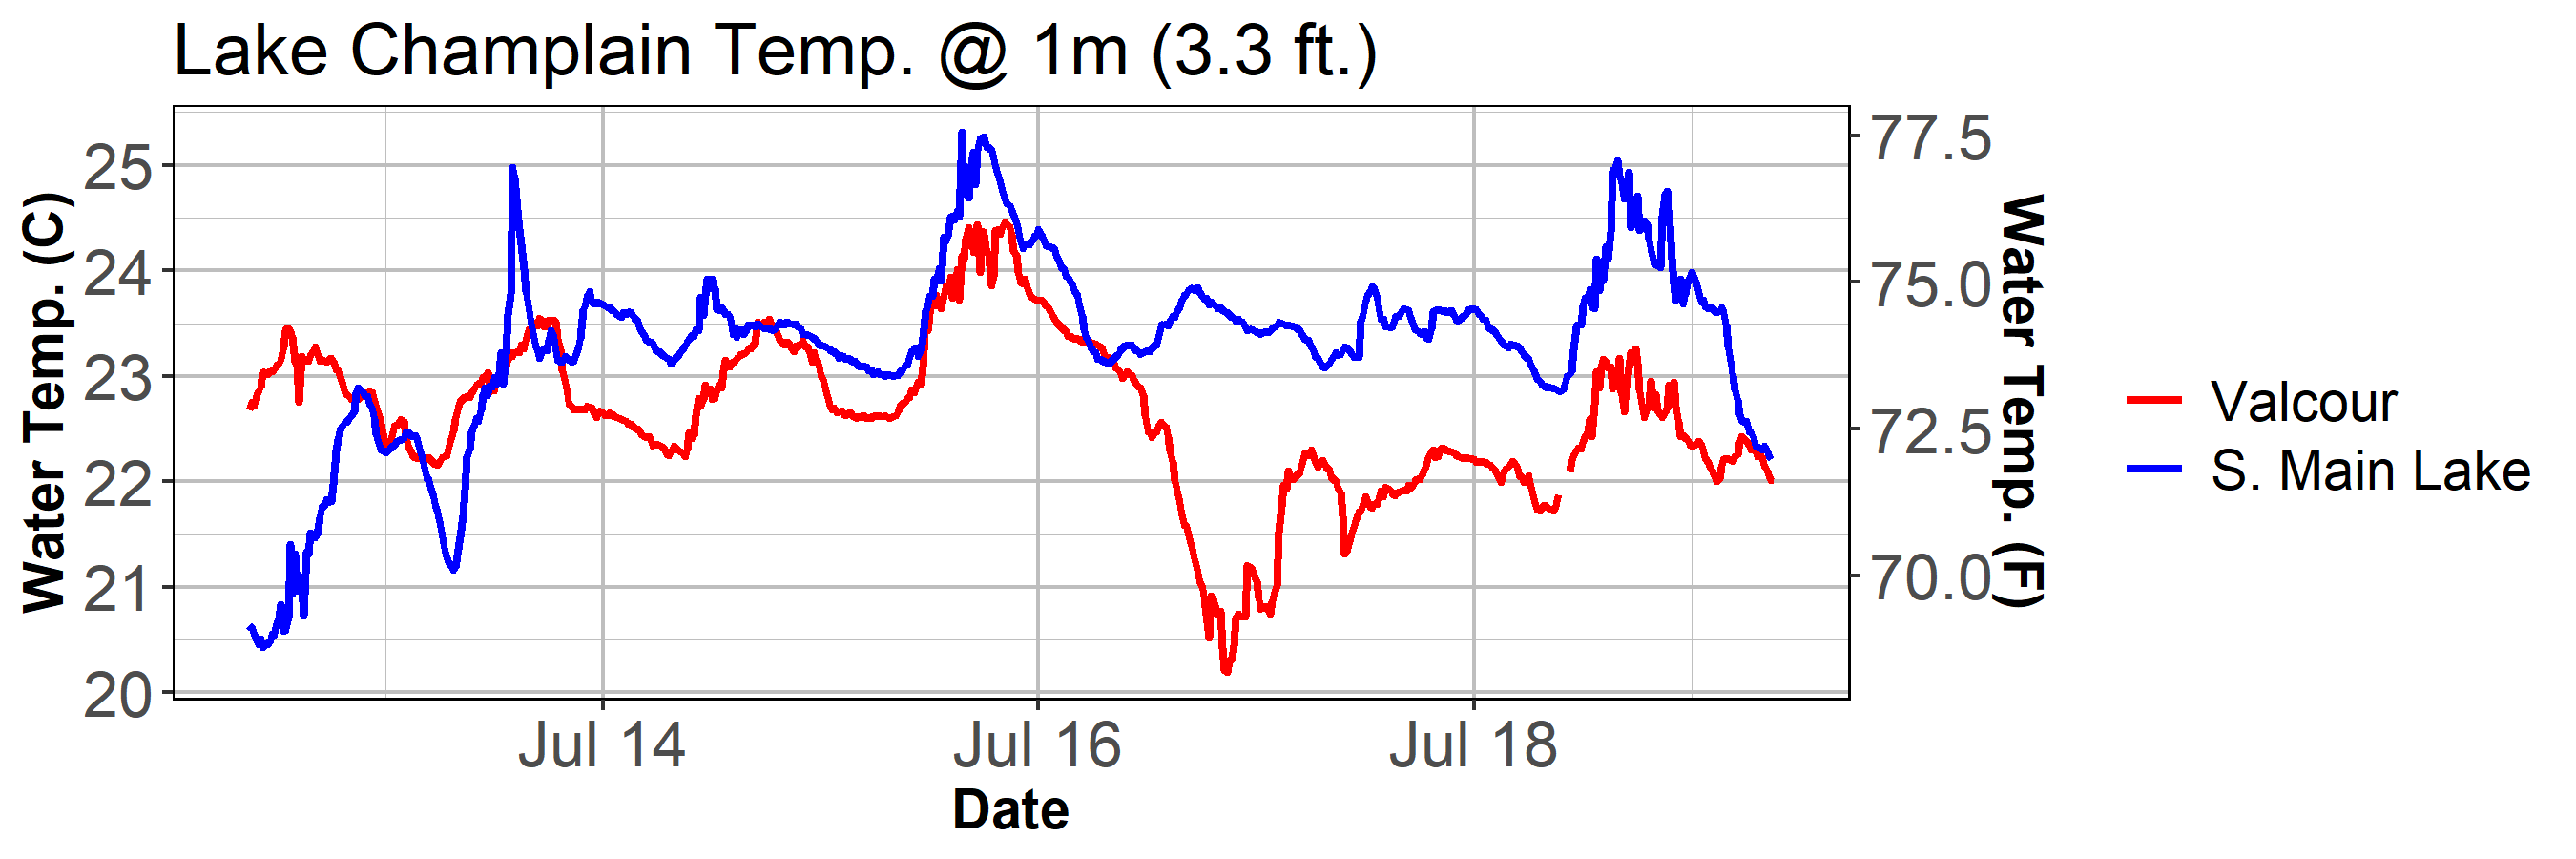 Lake Champlain Temp. @ 1m (3.3 ft.)
Water Temp. (C)
25
24
23
22
21
20
77.5
75.0
72.5
70.0
Water Temp. (F)
Jul 14
Jul 16
Jul 18
Date
Valcour
S. Main Lake